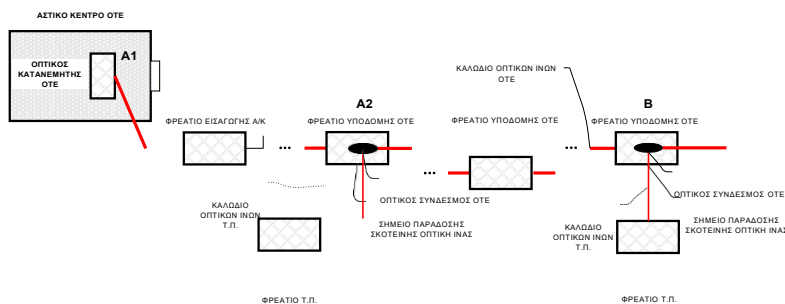 ΑΣΤΙΚΟ ΚΕΝΤΡΟ ΟΤΕ
ΟΠΤΙΚΟΣ
ΚΑΤΑΝΕΜΗΤΗΣ
ΟΤΕ
A1
ΚΑΛΩΔΙΟ ΟΠΤΙΚΩΝ ΙΝΩΝ
ΟΤΕ
A2
B
ΦΡΕΑΤΙΟ ΕΙΣΑΓΩΓΗΣ Α/Κ
ΦΡΕΑΤΙΟ ΥΠΟΔΟΜΗΣ ΟΤΕ
ΦΡΕΑΤΙΟ ΥΠΟΔΟΜΗΣ ΟΤΕ
ΦΡΕΑΤΙΟ ΥΠΟΔΟΜΗΣ ΟΤΕ
...
...
...
ΟΠΤΙΚΟΣ ΣΥΝΔΕΣΜΟΣ ΟΤΕ
ΟΠΤΙΚΟΣ ΣΥΝΔΕΣΜΟΣ ΟΤΕ
ΚΑΛΩΔΙΟ
ΟΠΤΙΚΩΝ ΙΝΩΝ
Τ.Π.
ΣΗΜΕΙΟ ΠΑΡΑΔΟΣΗΣ
ΣΚΟΤΕΙΝΗΣ ΟΠΤΙΚΗ ΙΝΑΣ
ΚΑΛΩΔΙΟ
ΟΠΤΙΚΩΝ ΙΝΩΝ
Τ.Π.
ΣΗΜΕΙΟ ΠΑΡΑΔΟΣΗΣ
ΣΚΟΤΕΙΝΗΣ ΟΠΤΙΚΗ ΙΝΑΣ
ΦΡΕΑΤΙΟ Τ.Π.
ΦΡΕΑΤΙΟ Τ.Π.